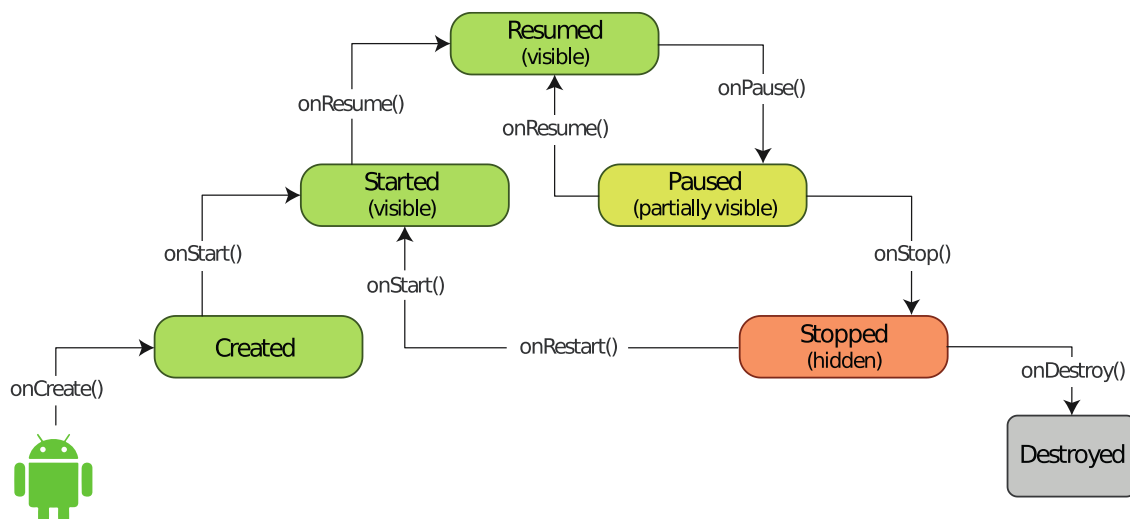 Resumed
(visible)
onPause()
onResume()
onResume()
Started
(visible)
Paused
(partially visible)
onStart()
onStop()
onStart()
Created
onRestart()
Stopped
(hidden)
onCreate()
onDestroy()
Destroyed